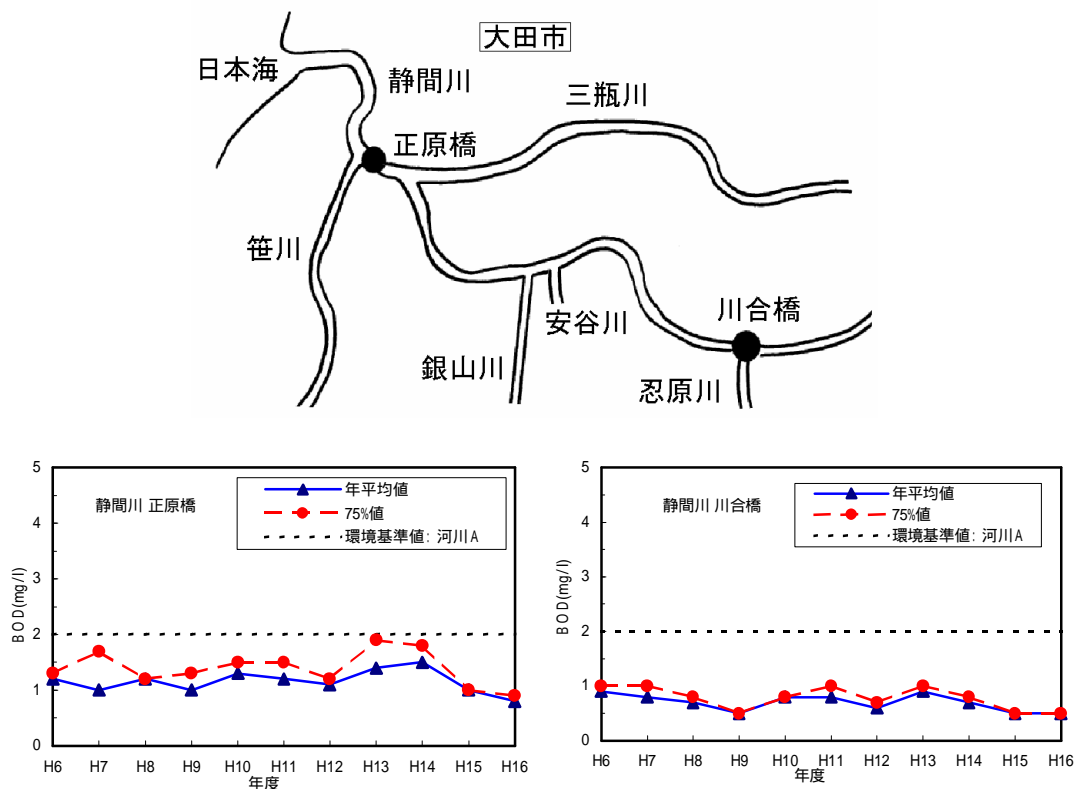 大田市
日本海
静間川
三瓶川
正原橋
笹川
川合橋
安谷川
銀山川
忍原川
静間川 正原橋
年平均値
75%値
環境基準値: 河川A
BOD(mg/l)
5
4
3
2
1
0
H6 H7 H8 H9 H10 H11 H12 H13 H14 H15 H16
年度
静間川 川合橋
年平均値
75%値
環境基準値: 河川A
BOD(mg/l)
5
4
3
2
1
0
H6 H7 H8 H9 H10 H11 H12 H13 H14 H15 H16
年度